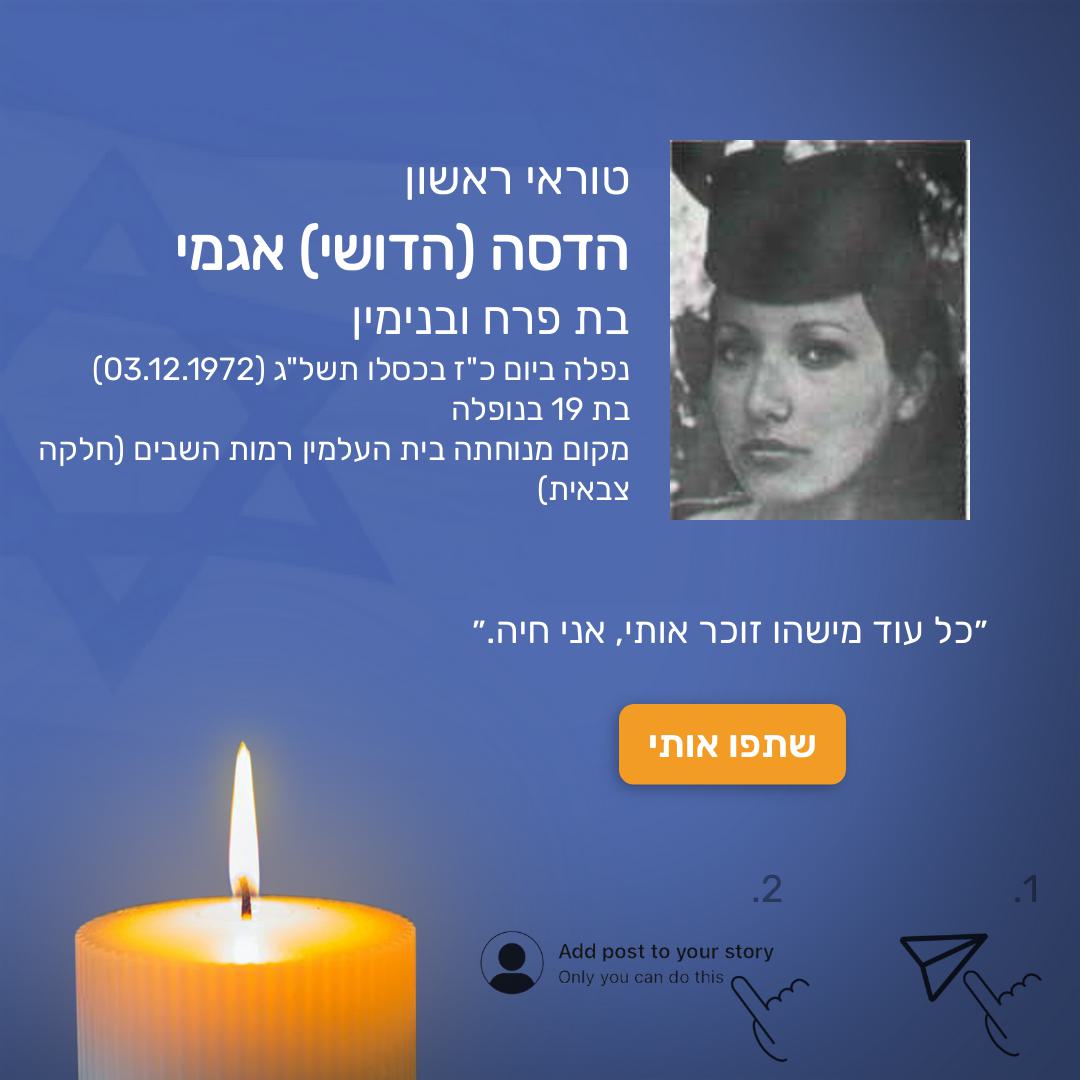 טוראי ראשון
הדסה (הדושי) אגמי
בת פרח ובנימין
נפלה ביום כ"ז בכסלו תשל"ג (03.12.1972)
בת 19 בנופלה
מקום מנוחתה בית העלמין רמות השבים (חלקה
צבאית)
״כל עוד מישהו זוכר אותי, אני חיה.״
שתפו אותי
1.
2.
Add post to your story
Only you can do this